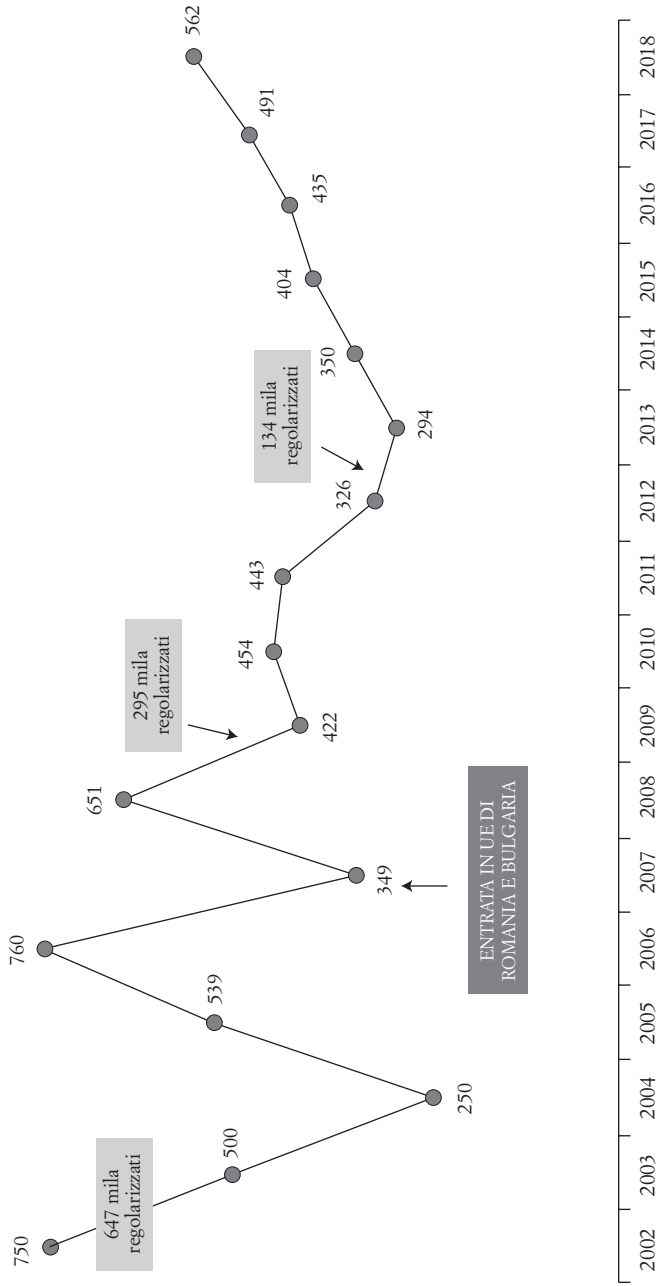 750
647 mila
regolarizzati
500
250
539
760
349
ENTRATA IN UE DI
ROMANIA E BULGARIA
651
295 mila
regolarizzati
422
454
443
134 mila
regolarizzati
326
294
350
404
435
491
562
2002 2003 2004 2005 2006 2007 2008 2009 2010 2011 2012 2013 2014 2015 2016 2017 2018